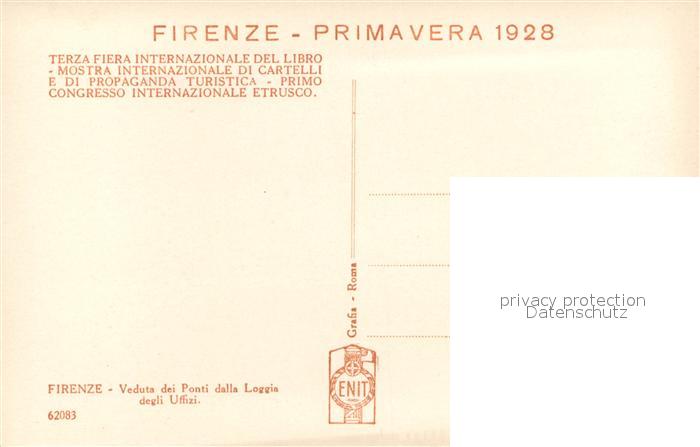 FIRENZE - PRIMAVERA 1928
TERZA FIERA INTERNAZIONALE DEL LIBRO
- MOSTRA INTERNAZIONALE DI CARTELLI
E DI PROPAGANDA TURISTICA - PRIMO
CONGRESSO INTERNAZIONALE ETRUSCO.
Grafia - Roma
ENIT
privacy protection
Datenschutz
FIRENZE - Veduta dei Ponti dalla Loggia
degli Uffizi.
62083